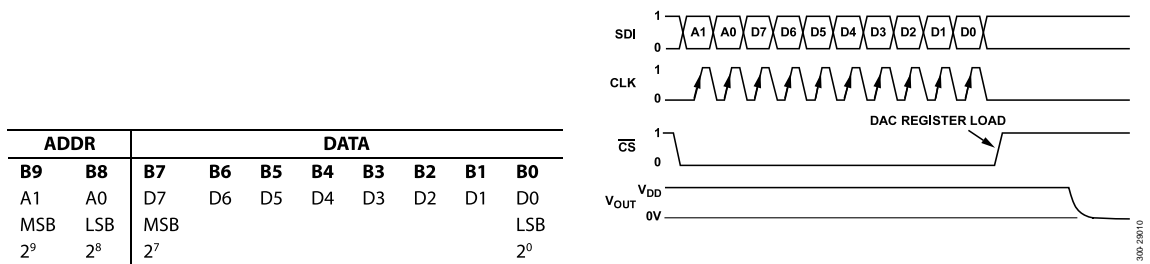 ADDR DATA
B9 B8 B7 B6 B5 B4 B3 B2 B1 B0
A1 A0 D7 D6 D5 D4 D3 D2 D1 D0
MSB LSB MSB LSB
2⁹ 2⁸ 2⁷ 2⁰
SDI 1 0 A1 A0 D7 D6 D5 D4 D3 D2 D1 D0
CLK 1 0
DAC REGISTER LOAD
C̅S̅ 1 0
VOUT VDD 0V
300-29010